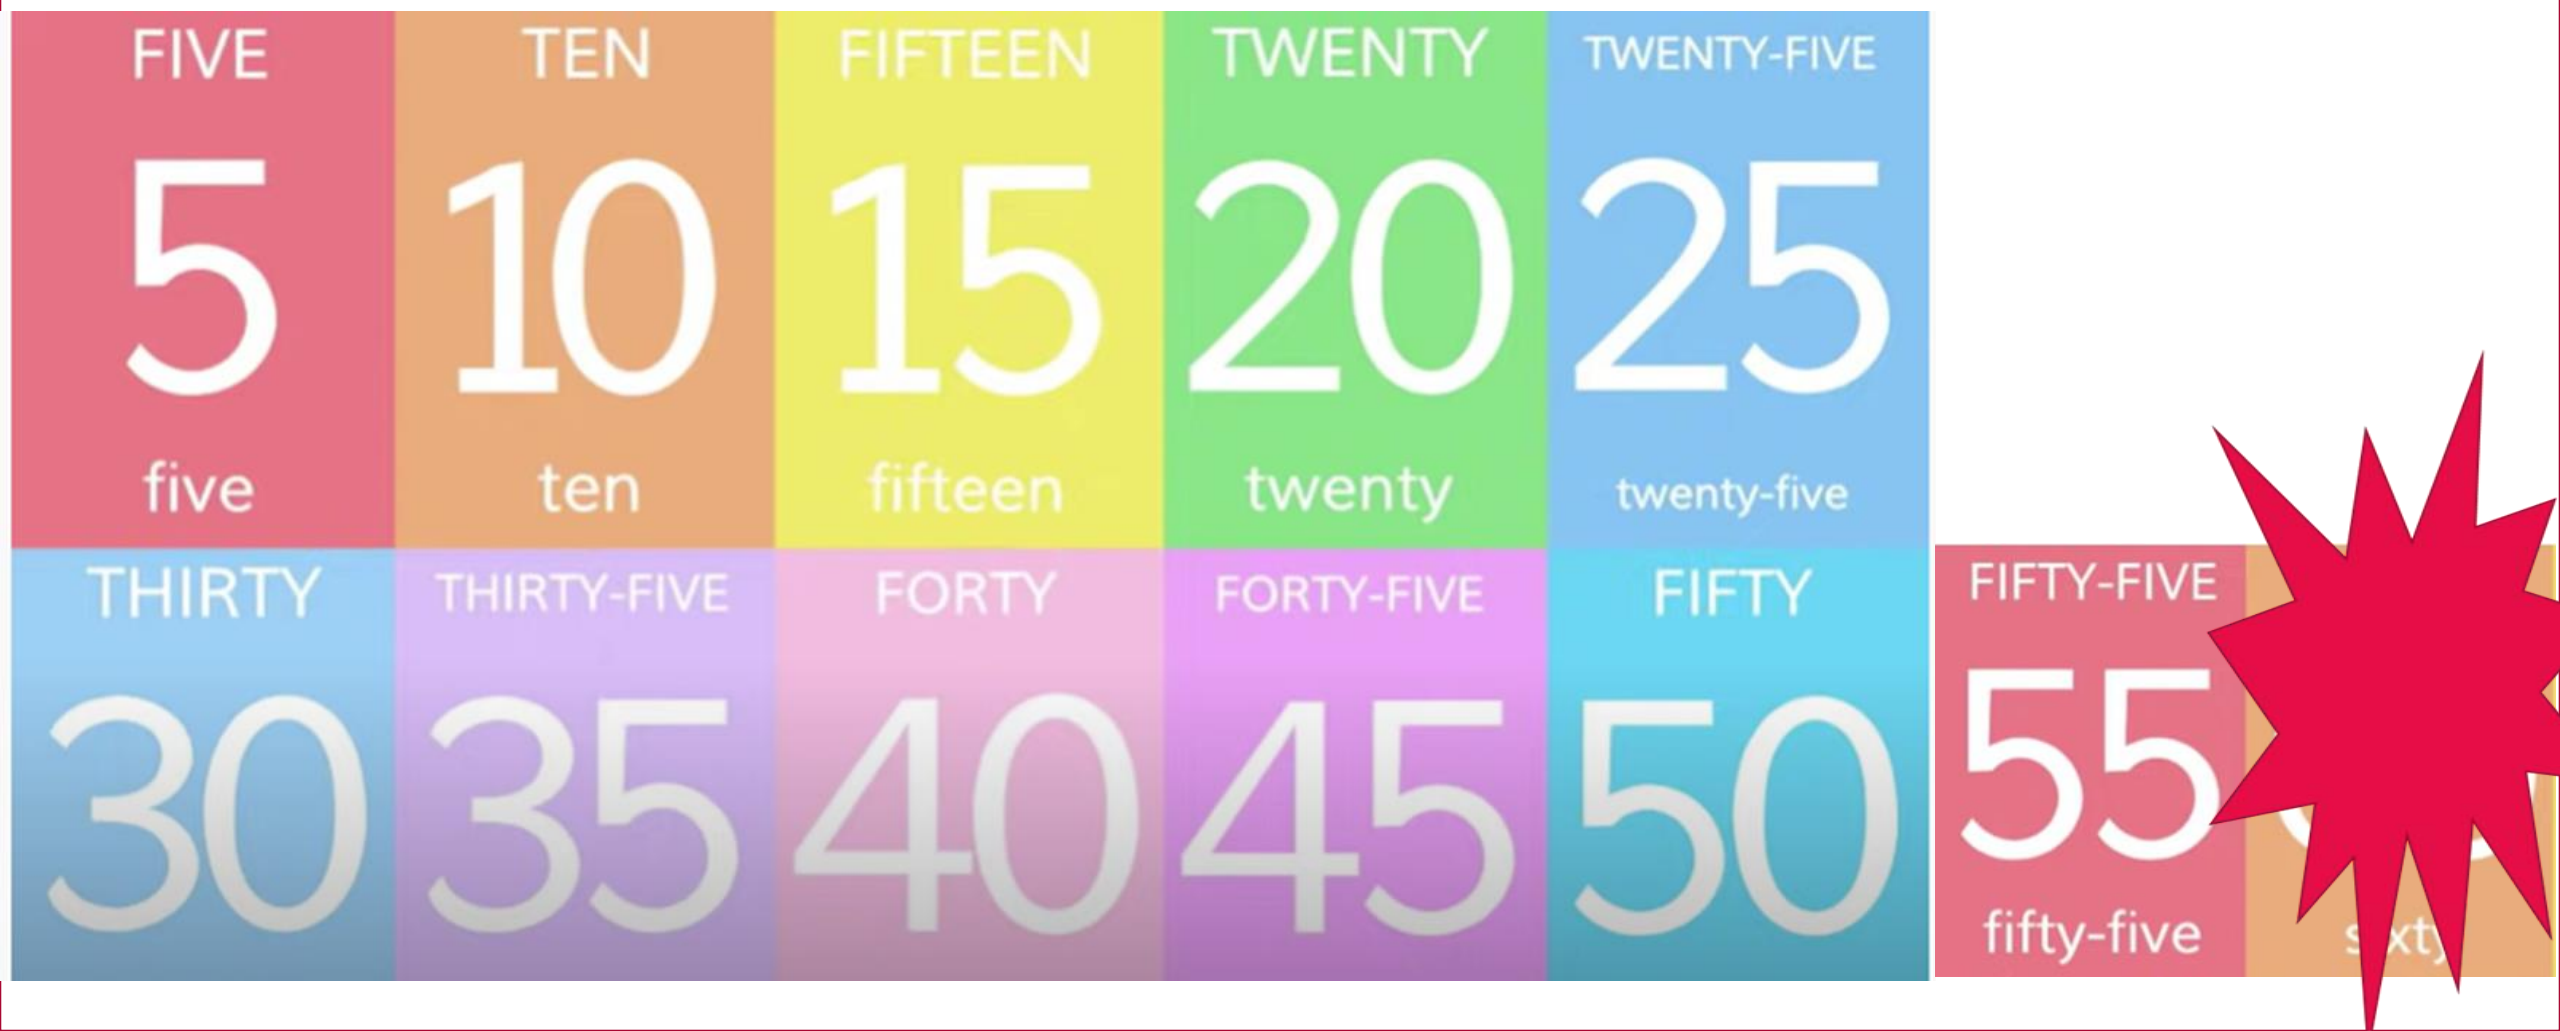 FIVE
5
five
TEN
10
ten
FIFTEEN
15
fifteen
TWENTY
20
twenty
TWENTY-FIVE
25
twenty-five
THIRTY
30
THIRTY-FIVE
35
FORTY
40
FORTY-FIVE
45
FIFTY
50
FIFTY-FIVE
55
fifty-five
sixty